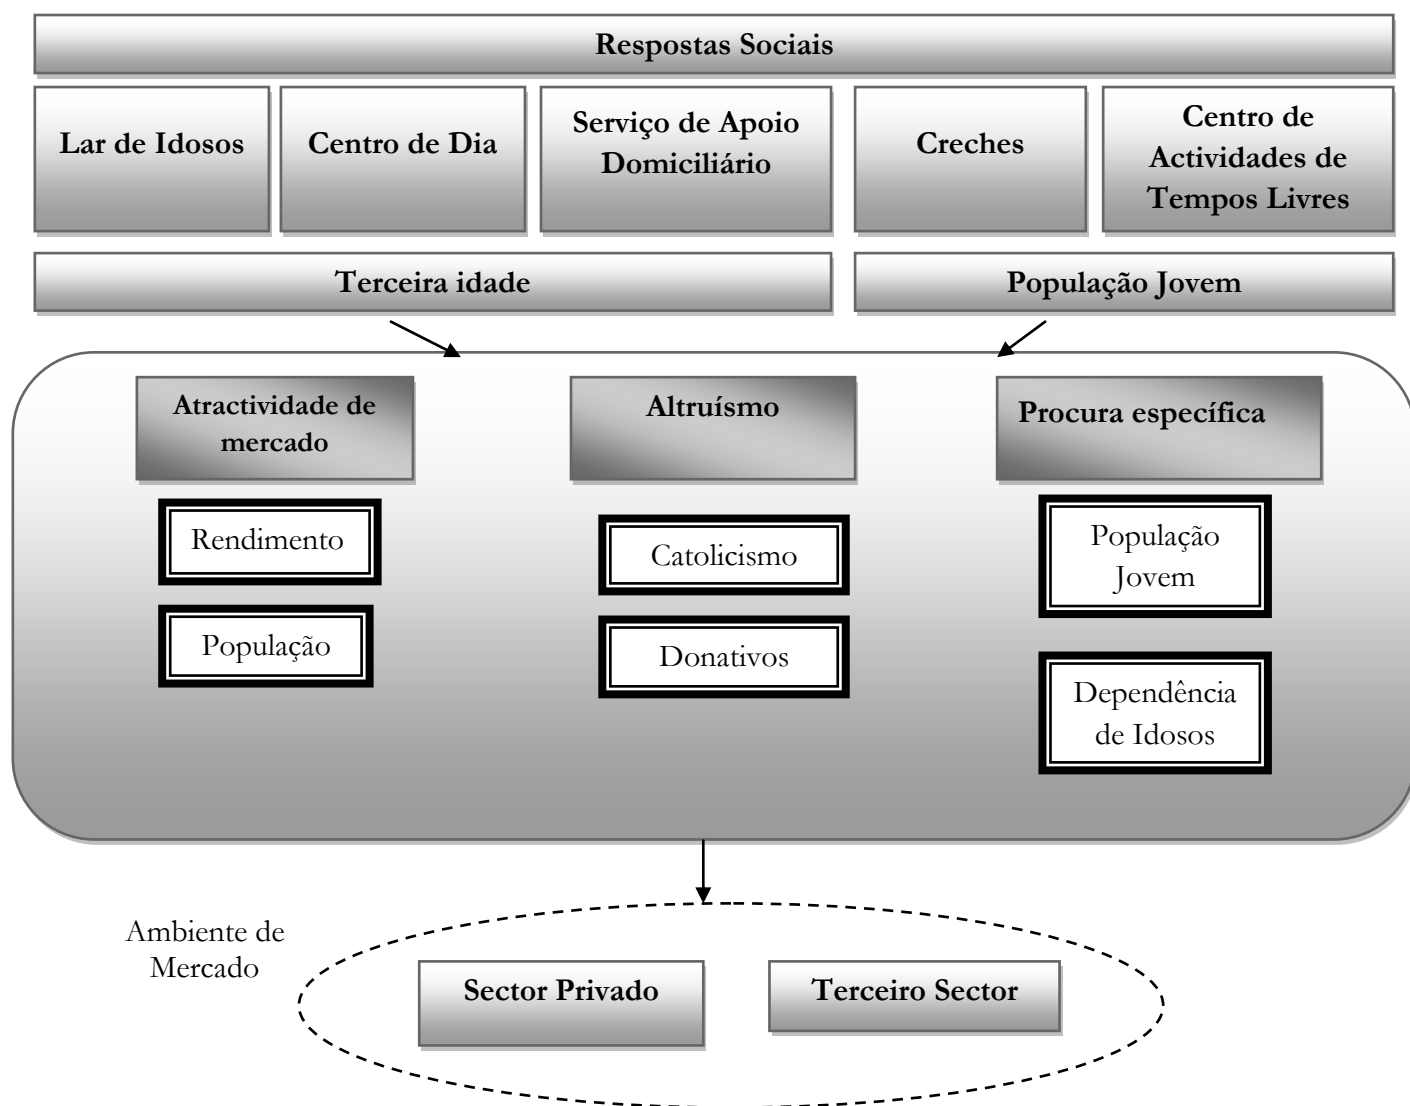 Respostas Sociais
Lar de Idosos
Centro de Dia
Serviço de Apoio
Domiciliário
Creches
Centro de
Actividades de
Tempos Livres
Terceira idade
População Jovem
Atractividade de
mercado
Altruísmo
Procura específica
Rendimento
População
Catolicismo
Donativos
População
Jovem
Dependência
de Idosos
Ambiente de
Mercado
Sector Privado
Terceiro Sector